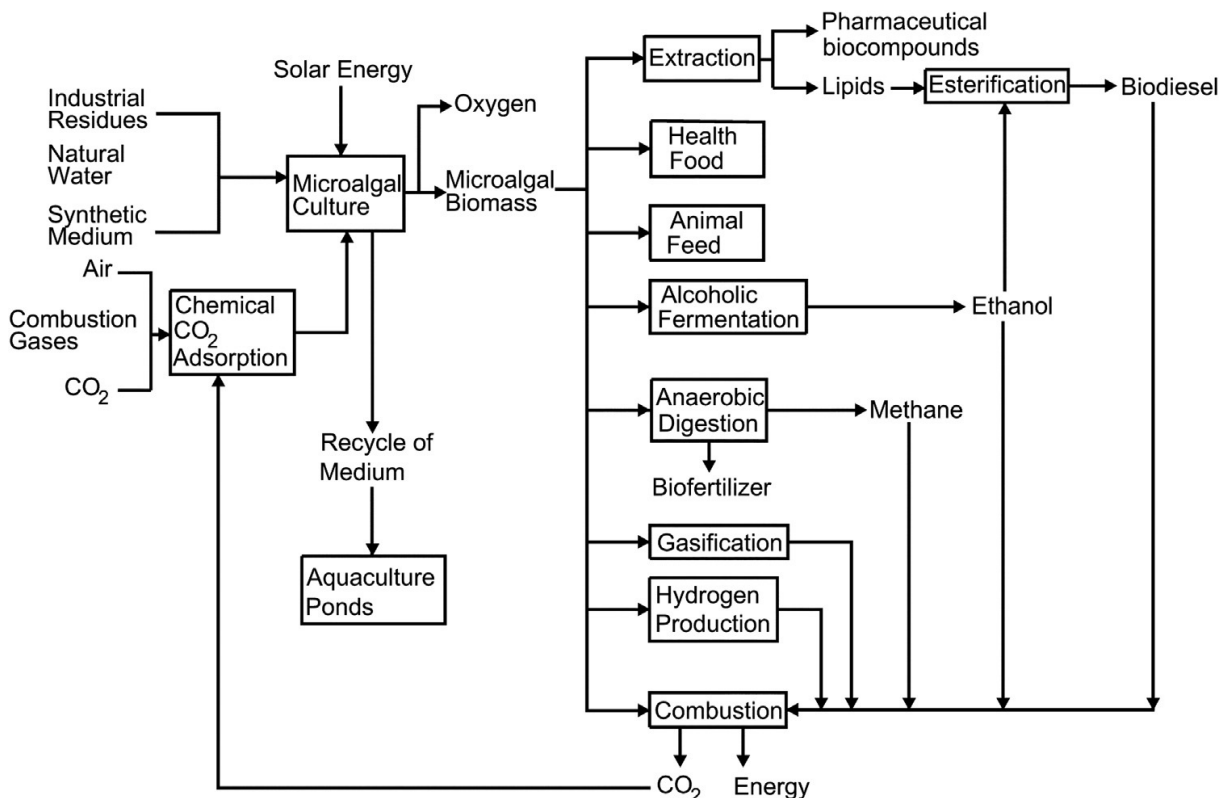 Solar Energy
Industrial
Residues
Natural
Water
Synthetic
Medium
Air
Combustion
Gases
CO₂
Chemical
CO₂
Adsorption
Microalgal
Culture
Oxygen
Microalgal
Biomass
Recycle of
Medium
Aquaculture
Ponds
Extraction
Pharmaceutical
biocompounds
Lipids
Esterification
Biodiesel
Health
Food
Animal
Feed
Alcoholic
Fermentation
Ethanol
Anaerobic
Digestion
Methane
Biofertilizer
Gasification
Hydrogen
Production
Combustion
CO₂
Energy